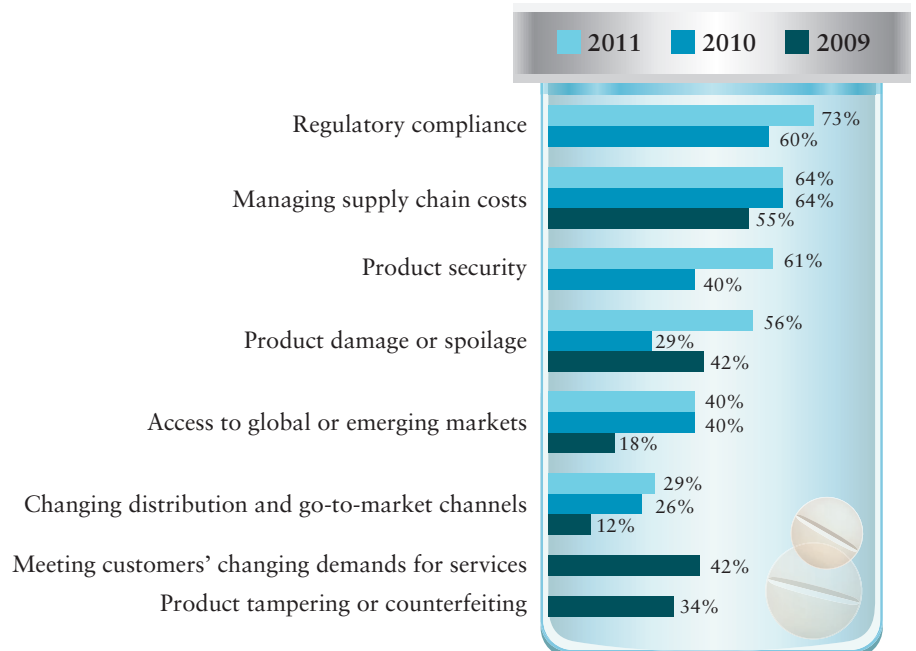 2011 2010 2009
Regulatory compliance
73%
60%
Managing supply chain costs
64%
64%
55%
Product security
61%
40%
Product damage or spoilage
56%
29%
42%
Access to global or emerging markets
40%
40%
18%
Changing distribution and go-to-market channels
29%
26%
12%
Meeting customers’ changing demands for services
42%
Product tampering or counterfeiting
34%